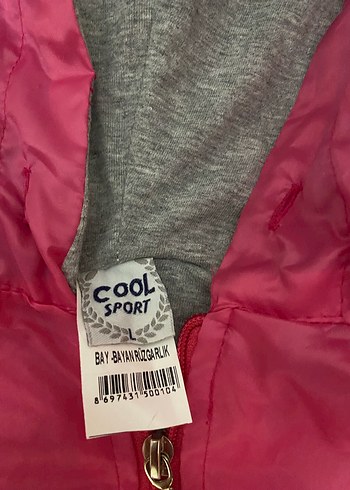 COOL
SPORT
L
BAY-BAYAN RÜZGARLIK
8 697431 500104